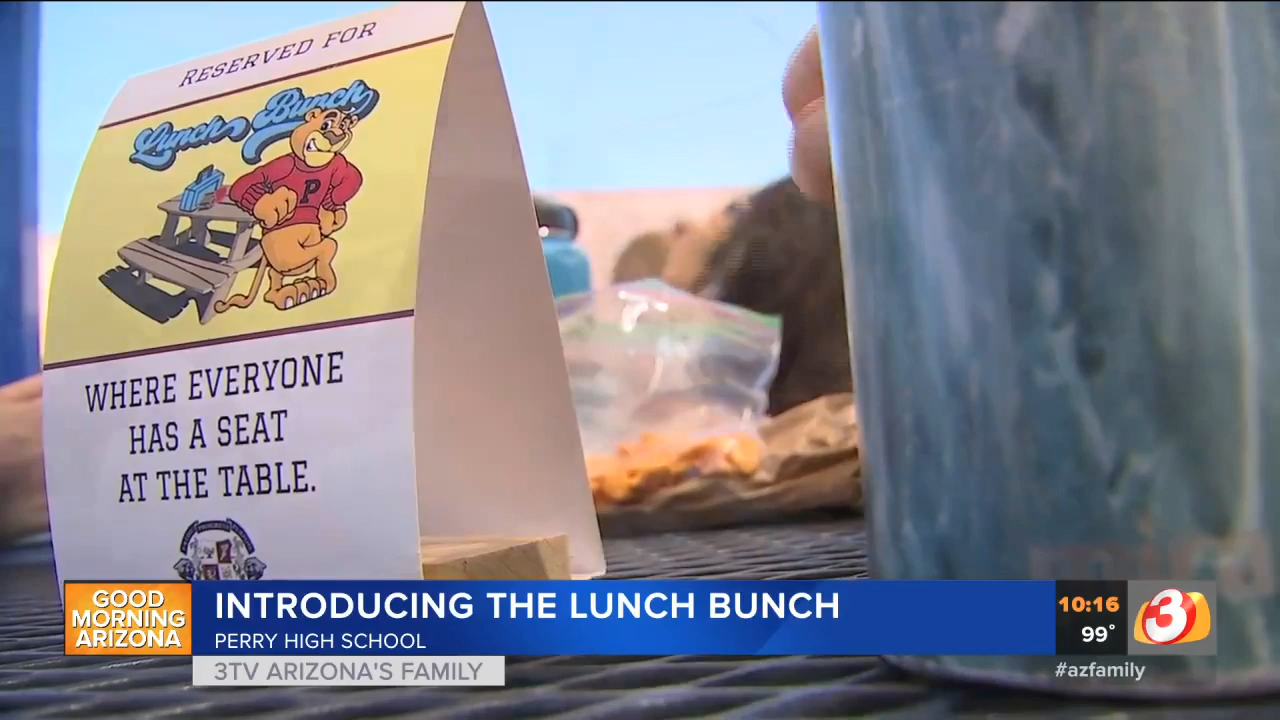 RESERVED FOR
Lunch Bunch
P
WHERE EVERYONE
HAS A SEAT
AT THE TABLE.
GOOD
MORNING
ARIZONA
INTRODUCING THE LUNCH BUNCH
PERRY HIGH SCHOOL
3TV ARIZONA'S FAMILY
10:16
99°
3
#azfamily